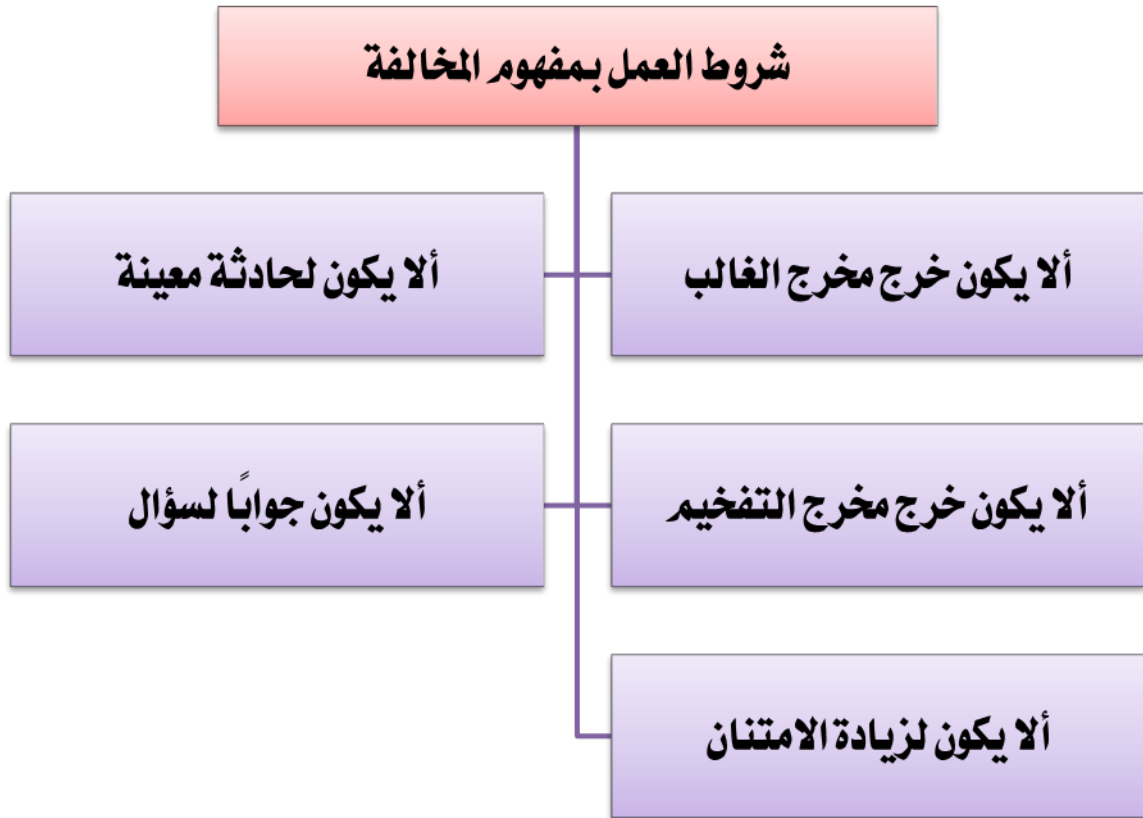 شروط العمل بمفهوم المخالفة
ألا يكون خرج مخرج الغالب
ألا يكون لحادثة معينة
ألا يكون خرج مخرج التفخيم
ألا يكون جوابًا لسؤال
ألا يكون لزيادة الامتنان